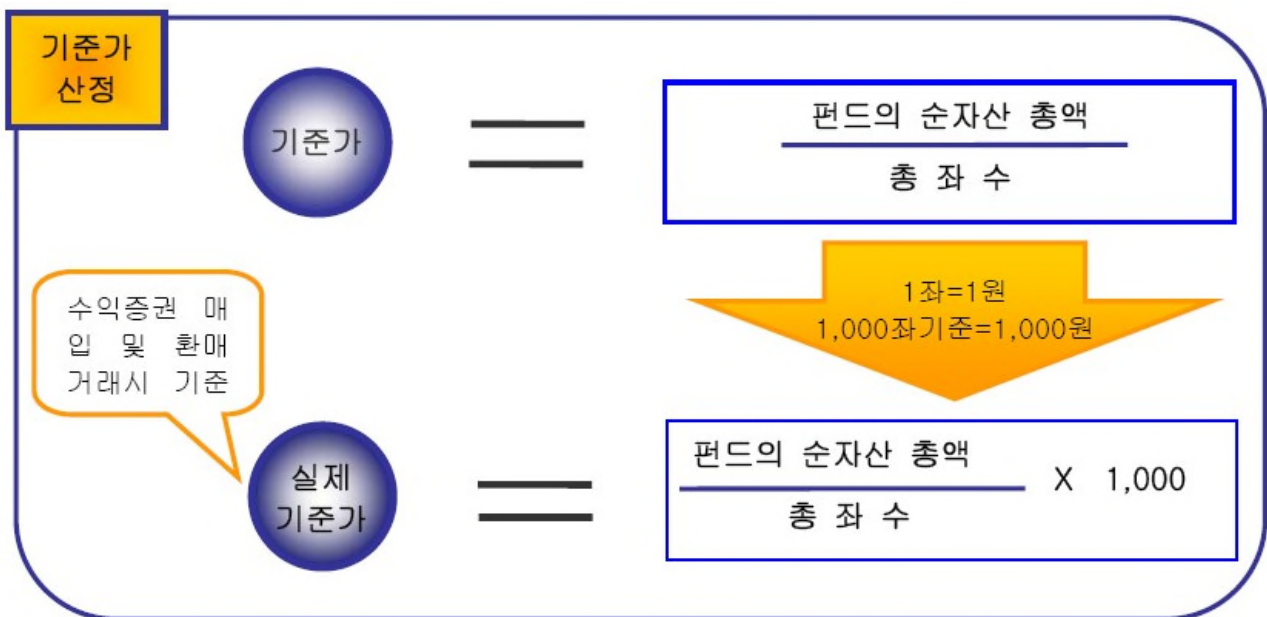 기준가
산정
기준가
펀드의 순자산 총액
총 좌 수
1좌=1원
1,000좌기준=1,000원
수익증권 매
입 및 환매
거래시 기준
실제
기준가
펀드의 순자산 총액
총 좌 수
X 1,000